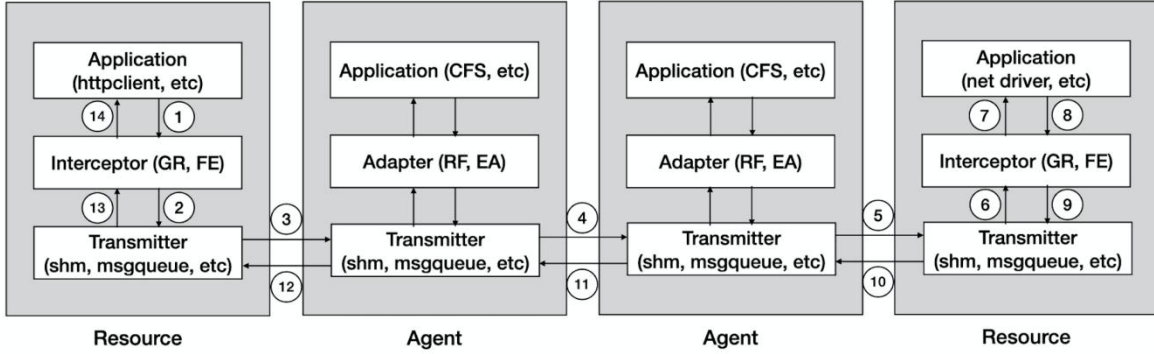 Application
(httpclient, etc)
14
1
Interceptor (GR, FE)
13
2
Transmitter
(shm, msgqueue, etc)
Resource
3
12
Application (CFS, etc)
Adapter (RF, EA)
Transmitter
(shm, msgqueue, etc)
Agent
4
11
Application (CFS, etc)
Adapter (RF, EA)
Transmitter
(shm, msgqueue, etc)
Agent
5
10
Application
(net driver, etc)
7
8
Interceptor (GR, FE)
6
9
Transmitter
(shm, msgqueue, etc)
Resource